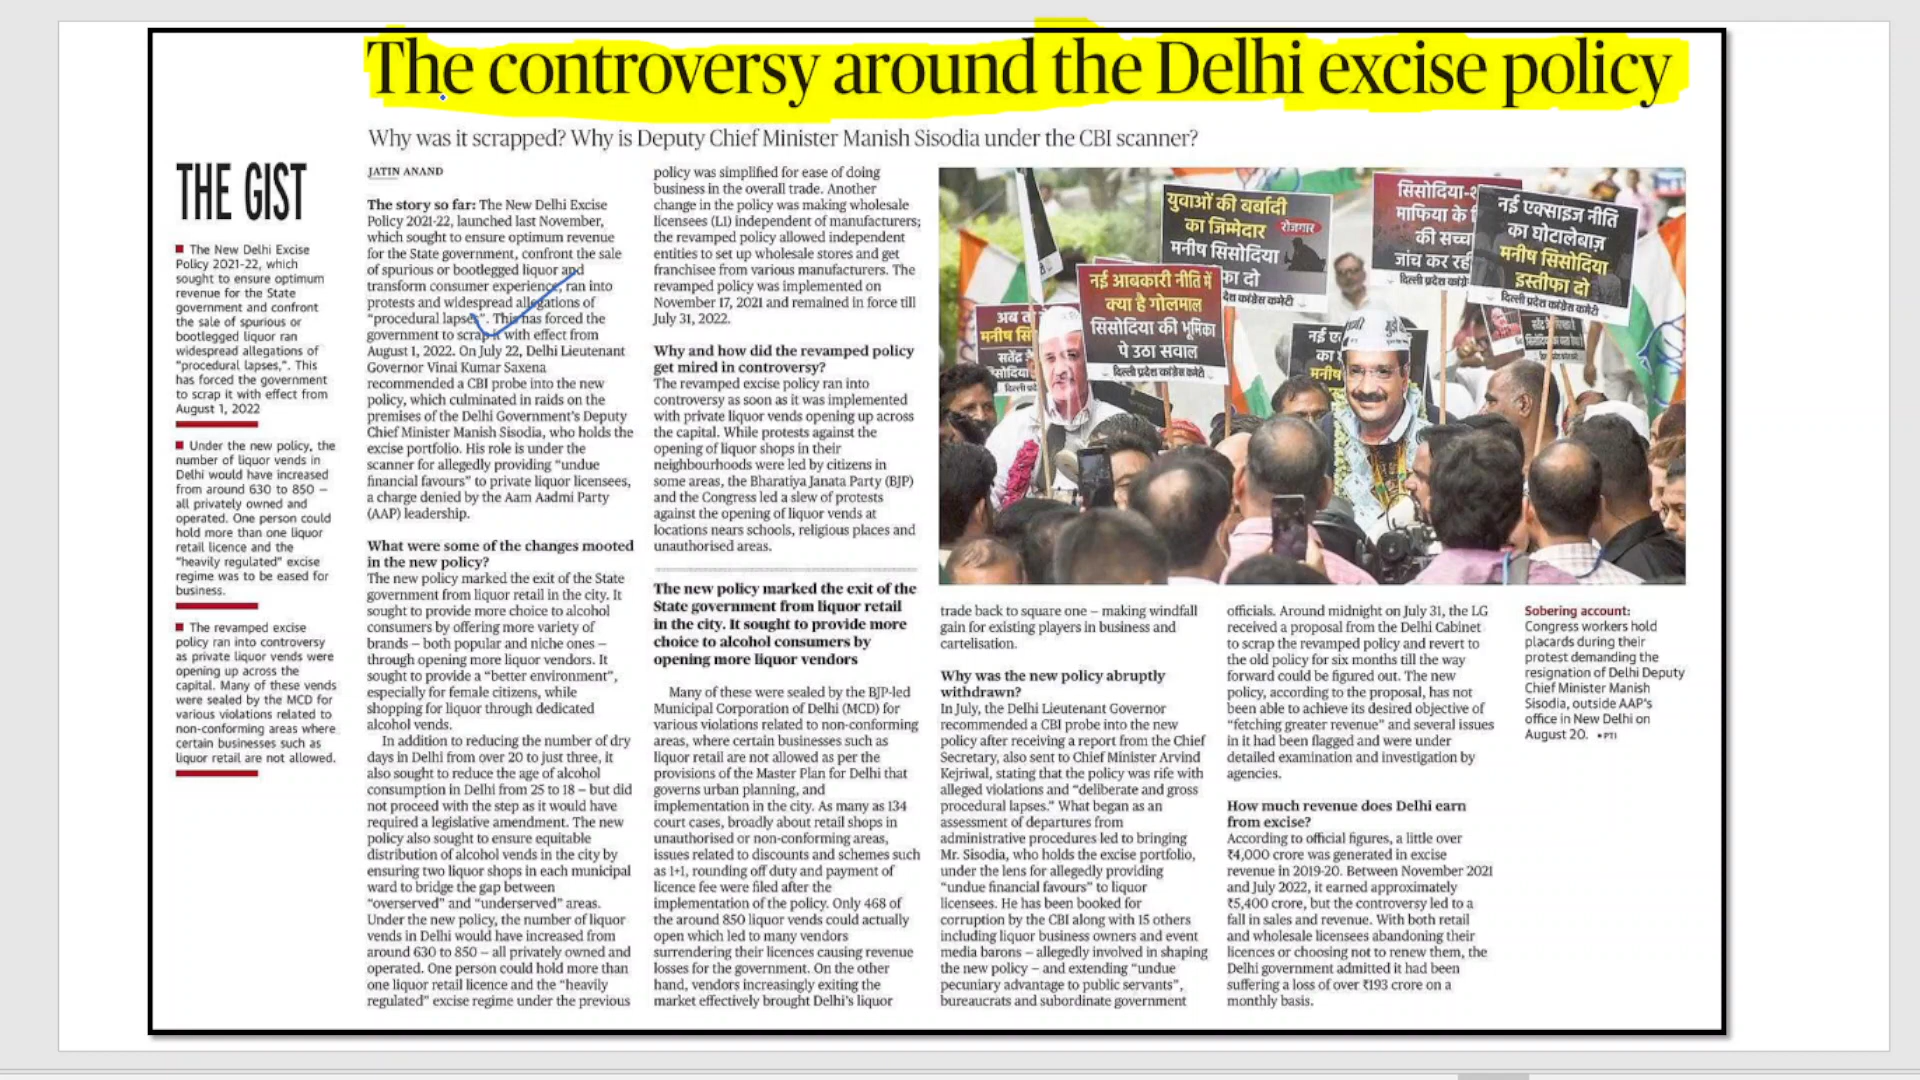 The controversy around the Delhi excise policy
Why was it scrapped? Why is Deputy Chief Minister Manish Sisodia under the CBI scanner?
THE GIST
The New Delhi Excise
Policy 2021-22, which
sought to ensure optimum
revenue for the State
government and confront
the sale of spurious or
bootlegged liquor ran
widespread allegations of
“procedural lapses,”. This
has forced the government
to scrap it with effect from
August 1, 2022
Under the new policy, the
number of liquor vends in
Delhi would have increased
from around 630 to 850 –
all privately owned and
operated. One person could
hold more than one liquor
retail licence and the
“heavily regulated” excise
regime was to be eased for
business.
The revamped excise
policy ran into controversy
as private liquor vends were
opening up across the
capital. Many of these vends
were sealed by the MCD for
various violations related to
non-conforming areas where
certain businesses such as
liquor retail are not allowed.
JATIN ANAND
The story so far: The New Delhi Excise
Policy 2021-22, launched last November,
which sought to ensure optimum revenue
for the State government, confront the sale
of spurious or bootlegged liquor and
transform consumer experience, ran into
protests and widespread allegations of
“procedural lapses”. This has forced the
government to scrap it with effect from
August 1, 2022. On July 22, Delhi Lieutenant
Governor Vinai Kumar Saxena
recommended a CBI probe into the new
policy, which culminated in raids on the
premises of the Delhi Government’s Deputy
Chief Minister Manish Sisodia, who holds the
excise portfolio. His role is under the
scanner for allegedly providing “undue
financial favours” to private liquor licensees,
a charge denied by the Aam Aadmi Party
(AAP) leadership.
What were some of the changes mooted
in the new policy?
The new policy marked the exit of the State
government from liquor retail in the city. It
sought to provide more choice to alcohol
consumers by offering more variety of
brands – both popular and niche ones –
through opening more liquor vendors. It
sought to provide a “better environment”,
especially for female citizens, while
shopping for liquor through dedicated
alcohol vends.
In addition to reducing the number of dry
days in Delhi from over 20 to just three, it
also sought to reduce the age of alcohol
consumption in Delhi from 25 to 18 – but did
not proceed with the step as it would have
required a legislative amendment. The new
policy also sought to ensure equitable
distribution of alcohol vends in the city by
ensuring two liquor shops in each municipal
ward to bridge the gap between
“overserved” and “underserved” areas.
Under the new policy, the number of liquor
vends in Delhi would have increased from
around 630 to 850 – all privately owned and
operated. One person could hold more than
one liquor retail licence and the “heavily
regulated” excise regime under the previous
policy was simplified for ease of doing
business in the overall trade. Another
change in the policy was making wholesale
licensees (L1) independent of manufacturers;
the revamped policy allowed independent
entities to set up wholesale stores and get
franchisee from various manufacturers. The
revamped policy was implemented on
November 17, 2021 and remained in force till
July 31, 2022.
Why and how did the revamped policy
get mired in controversy?
The revamped excise policy ran into
controversy as soon as it was implemented
with private liquor vends opening up across
the capital. While protests against the
opening of liquor shops in their
neighbourhoods were led by citizens in
some areas, the Bharatiya Janata Party (BJP)
and the Congress led a slew of protests
against the opening of liquor vends at
locations nears schools, religious places and
unauthorised areas.
The new policy marked the exit of the
State government from liquor retail
in the city. It sought to provide more
choice to alcohol consumers by
opening more liquor vendors
Many of these were sealed by the BJP-led
Municipal Corporation of Delhi (MCD) for
various violations related to non-conforming
areas, where certain businesses such as
liquor retail are not allowed as per the
provisions of the Master Plan for Delhi that
governs urban planning, and
implementation in the city. As many as 134
court cases, broadly about retail shops in
unauthorised or non-conforming areas,
issues related to discounts and schemes such
as 1+1, rounding off duty and payment of
licence fee were filed after the
implementation of the policy. Only 468 of
the around 850 liquor vends could actually
open which led to many vendors
surrendering their licences causing revenue
losses for the government. On the other
hand, vendors increasingly exiting the
market effectively brought Delhi’s liquor
युवाओं की बर्बादी
का जिम्मेदार रोजगार
मनीष सिसोदिया
फा दो
नई आबकारी नीति में
क्या है गोलमाल
सिसोदिया की भूमिका
पे उठा सवाल
दिल्ली प्रदेश कांग्रेस कमेटी
अब त
मनीष सि
सिसोदिया-श
माफिया के
की सच्च
जांच कर रही
नई एक्साइज नीति
का घोटालेबाज़
मनीष सिसोदिया
इस्तीफा दो
दिल्ली प्रदेश कांग्रेस कमेटी
नई ए
का
मनीष
trade back to square one – making windfall
gain for existing players in business and
cartelisation.
Why was the new policy abruptly
withdrawn?
In July, the Delhi Lieutenant Governor
recommended a CBI probe into the new
policy after receiving a report from the Chief
Secretary, also sent to Chief Minister Arvind
Kejriwal, stating that the policy was rife with
alleged violations and “deliberate and gross
procedural lapses.” What began as an
assessment of departures from
administrative procedures led to bringing
Mr. Sisodia, who holds the excise portfolio,
under the lens for allegedly providing
“undue financial favours” to liquor
licensees. He has been booked for
corruption by the CBI along with 15 others
including liquor business owners and event
media barons – allegedly involved in shaping
the new policy – and extending “undue
pecuniary advantage to public servants”,
bureaucrats and subordinate government
officials. Around midnight on July 31, the LG
received a proposal from the Delhi Cabinet
to scrap the revamped policy and revert to
the old policy for six months till the way
forward could be figured out. The new
policy, according to the proposal, has not
been able to achieve its desired objective of
“fetching greater revenue” and several issues
in it had been flagged and were under
detailed examination and investigation by
agencies.
How much revenue does Delhi earn
from excise?
According to official figures, a little over
₹4,000 crore was generated in excise
revenue in 2019-20. Between November 2021
and July 2022, it earned approximately
₹5,400 crore, but the controversy led to a
fall in sales and revenue. With both retail
and wholesale licensees abandoning their
licences or choosing not to renew them, the
Delhi government admitted it had been
suffering a loss of over ₹193 crore on a
monthly basis.
Sobering account:
Congress workers hold
placards during their
protest demanding the
resignation of Delhi Deputy
Chief Minister Manish
Sisodia, outside AAP’s
office in New Delhi on
August 20. • PTI